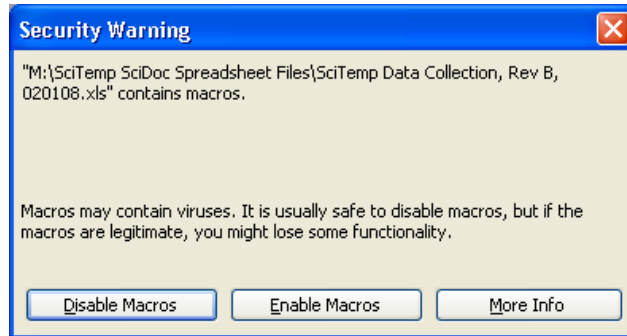 Security Warning
"M:\SciTemp SciDoc Spreadsheet Files\SciTemp Data Collection, Rev B,
020108.xls" contains macros.
Macros may contain viruses. It is usually safe to disable macros, but if the
macros are legitimate, you might lose some functionality.
Disable Macros Enable Macros More Info